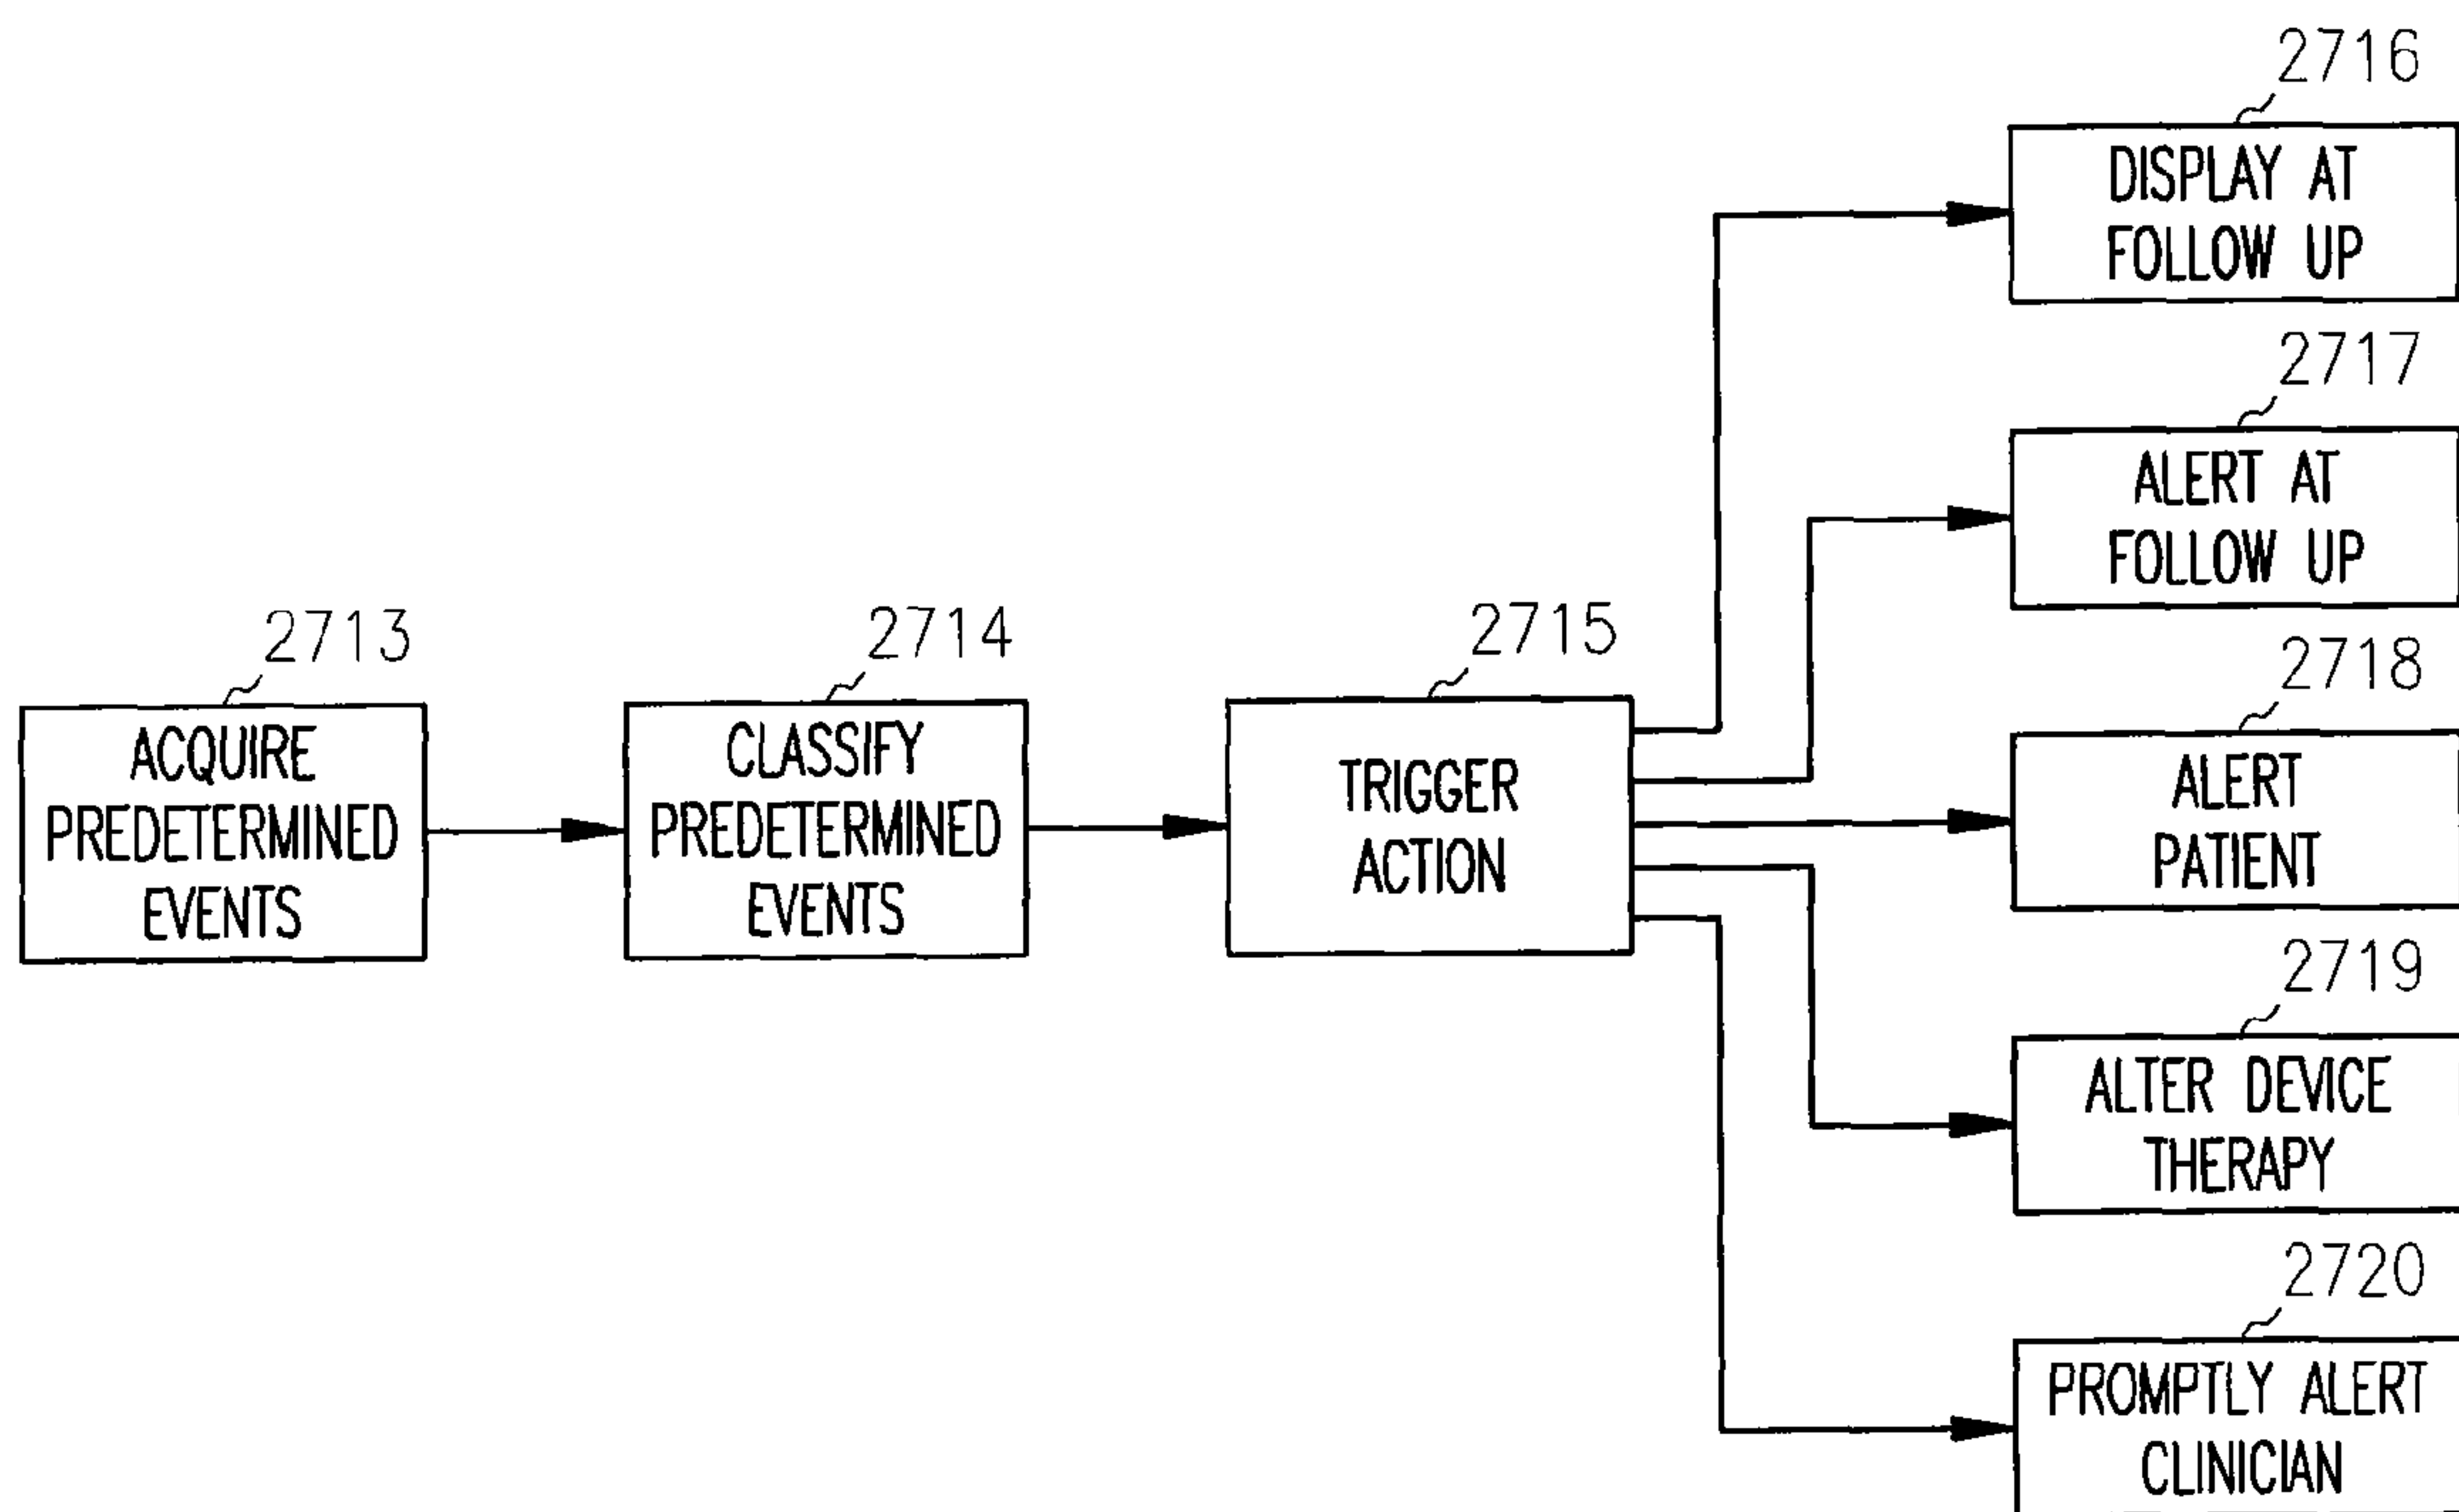 2713
ACQUIRE
PREDETERMINED
EVENTS
2714
CLASSIFY
PREDETERMINED
EVENTS
2715
TRIGGER
ACTION
2716
DISPLAY AT
FOLLOW UP
2717
ALERT AT
FOLLOW UP
2718
ALERT
PATIENT
2719
ALTER DEVICE
THERAPY
2720
PROMPTLY ALERT
CLINICIAN